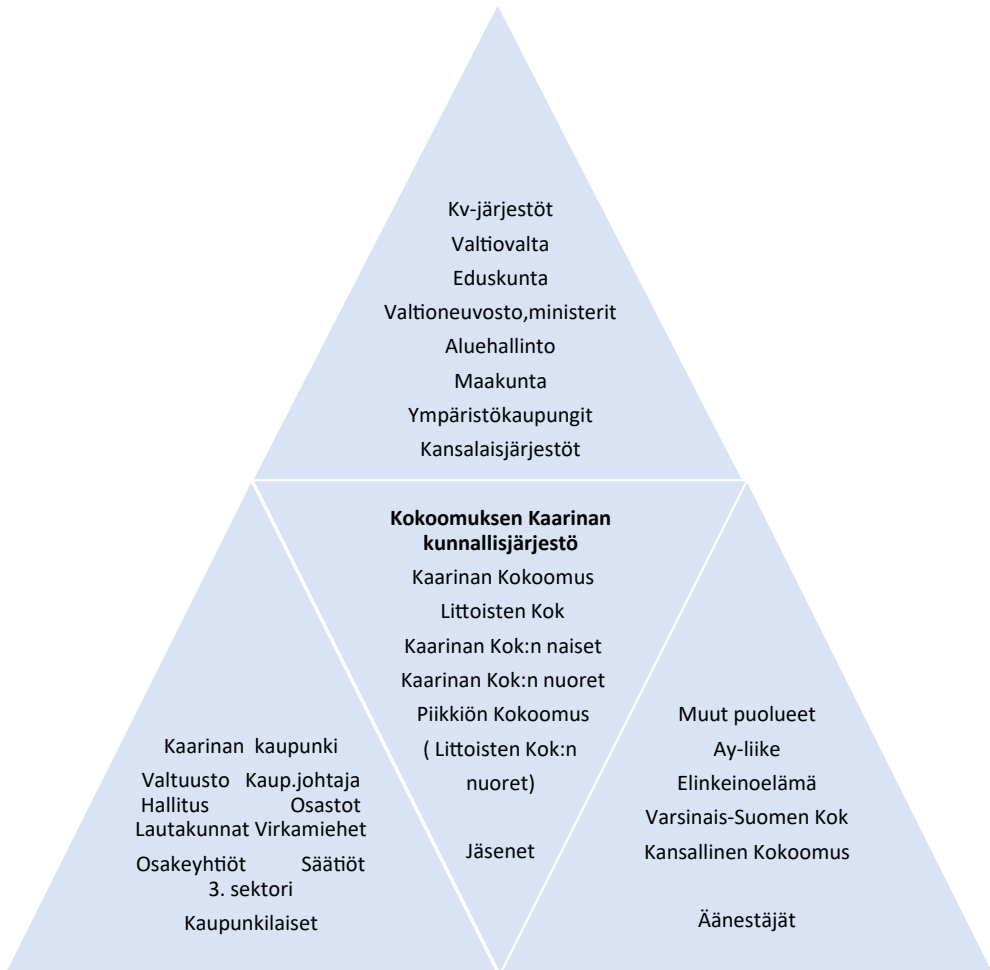 Kv-järjestöt
Valtiovalta
Eduskunta
Valtioneuvosto,ministerit
Aluehallinto
Maakunta
Ympäristökaupungit
Kansalaisjärjestöt
Kokoomuksen Kaarinan
kunnallisjärjestö
Kaarinan Kokoomus
Littoisten Kok
Kaarinan Kok:n naiset
Kaarinan Kok:n nuoret
Piikkiön Kokoomus
( Littoisten Kok:n
nuoret)
Jäsenet
Kaarinan kaupunki
Valtuusto Kaup.johtaja
Hallitus Osastot
Lautakunnat Virkamiehet
Osakeyhtiöt Säätiöt
3. sektori
Kaupunkilaiset
Muut puolueet
Ay-liike
Elinkeinoelämä
Varsinais-Suomen Kok
Kansallinen Kokoomus
Äänestäjät